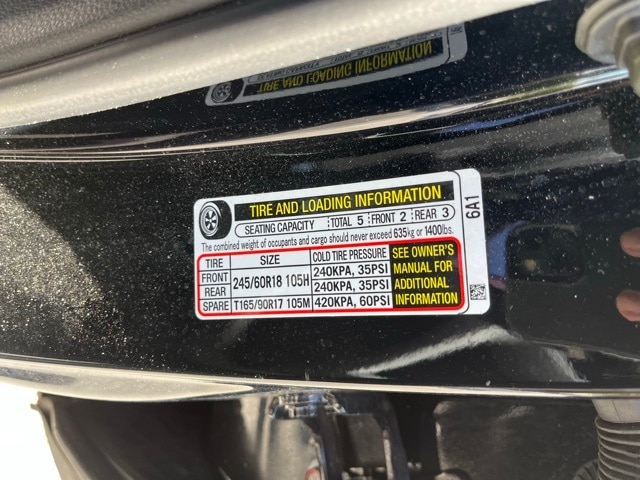 TIRE AND LOADING INFORMATION
SEATING CAPACITY TOTAL 5 FRONT 2 REAR 3
The combined weight of occupants and cargo should never exceed 635kg or 1400lbs.
TIRE SIZE COLD TIRE PRESSURE SEE OWNER'S
FRONT 245/60R18 105H 240KPA, 35PSI MANUAL FOR
REAR 240KPA, 35PSI ADDITIONAL
SPARE T165/90R17 105M 420KPA, 60PSI INFORMATION
6A1
TIRE AND LOADING INFORMATION